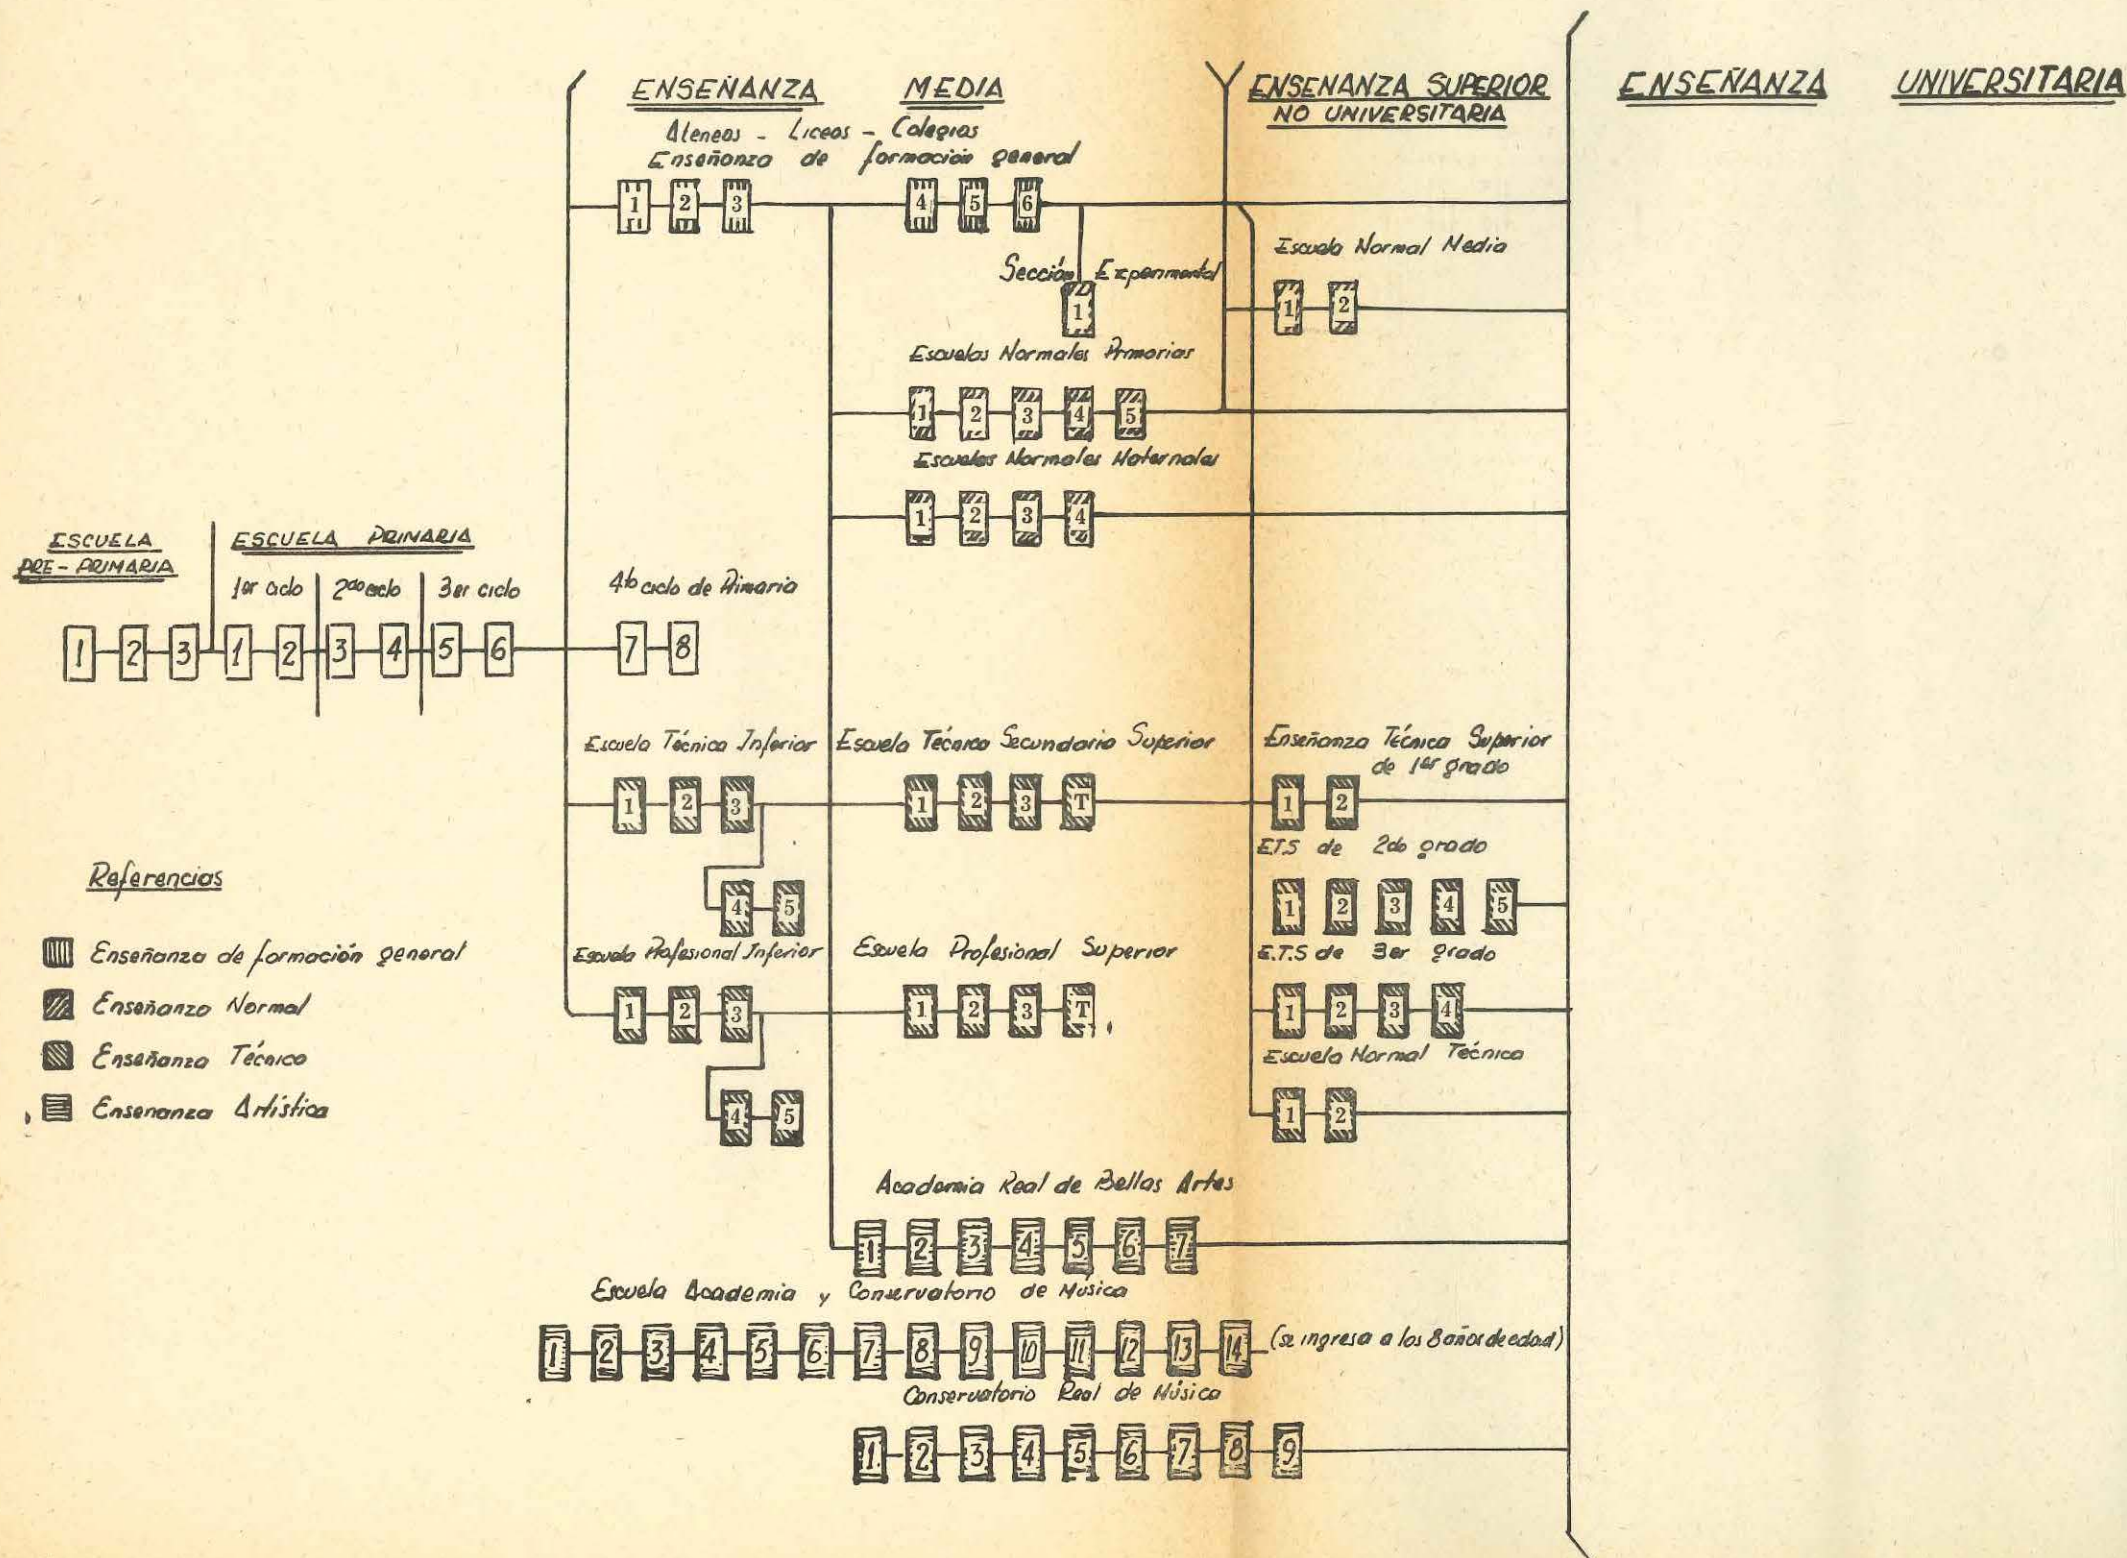 ENSEÑANZA MEDIA
ENSENANZA SUPERIOR
NO UNIVERSITARIA
ENSEÑANZA UNIVERSITARIA
Ateneos - Liceos - Colegios
Enseñanza de formación general
1 2 3 4 5 6
Sección Experimental
1
Escuela Normal Media
1 2
Escuelas Normales Primarias
1 2 3 4 5
Escuelas Normales Maternales
1 2 3 4
ESCUELA
PRE-PRIMARIA
ESCUELA PRIMARIA
1er ciclo 2do ciclo 3er ciclo
4to ciclo de Primaria
1 2 3 1 2 3 4 5 6 7 8
Escuela Técnica Inferior
1 2 3
4 5
Escuela Técnica Secundario Superior
1 2 3 T
Enseñanza Técnica Superior
de 1er grado
1 2
E.T.S de 2do grado
1 2 3 4 5
Escuela Profesional Inferior
1 2 3
4 5
Escuela Profesional Superior
1 2 3 T
E.T.S de 3er grado
1 2 3 4
Escuela Normal Técnica
1 2
Referencias
Enseñanza de formación general
Enseñanza Normal
Enseñanza Técnica
Ensenanza Artística
Academia Real de Bellas Artes
1 2 3 4 5 6 7
Escuela Academia y Conservatorio de Música
1 2 3 4 5 6 7 8 9 10 11 12 13 14 (se ingresa a los 8 años de edad)
Conservatorio Real de Música
1 2 3 4 5 6 7 8 9